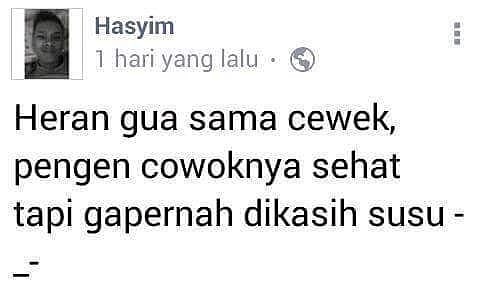 Hasyim
1 hari yang lalu ·
Heran gua sama cewek,
pengen cowoknya sehat
tapi gapernah dikasih susu -
_-